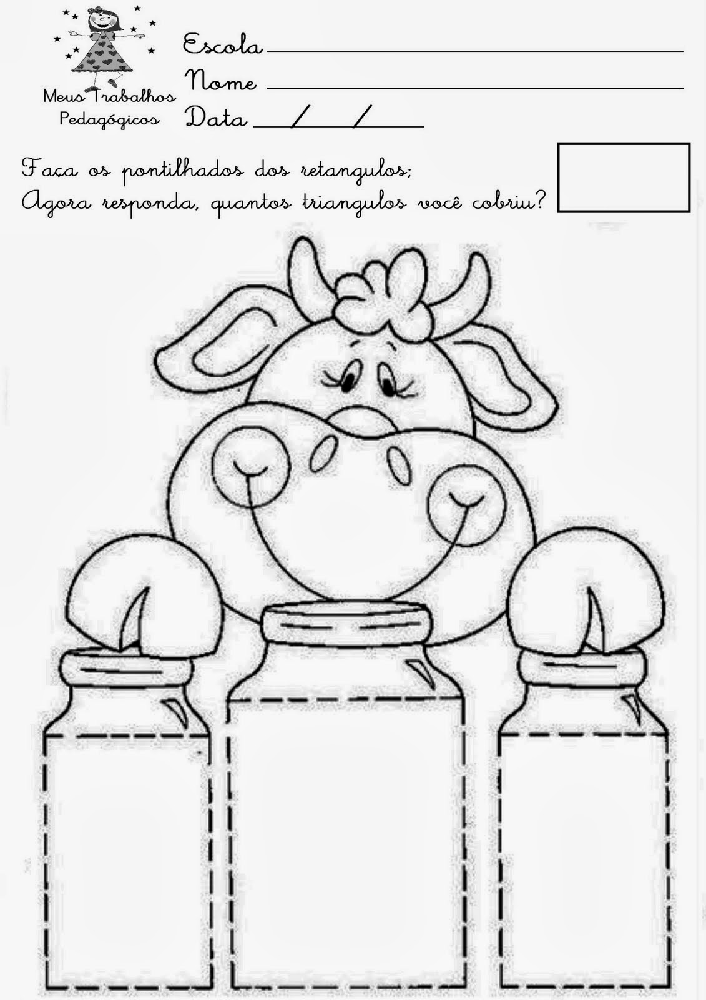 Meus Trabalhos
Pedagógicos
Escola
Nome
Data / /
Faça os pontilhados dos retangulos;
Agora responda, quantos triangulos você cobriu?